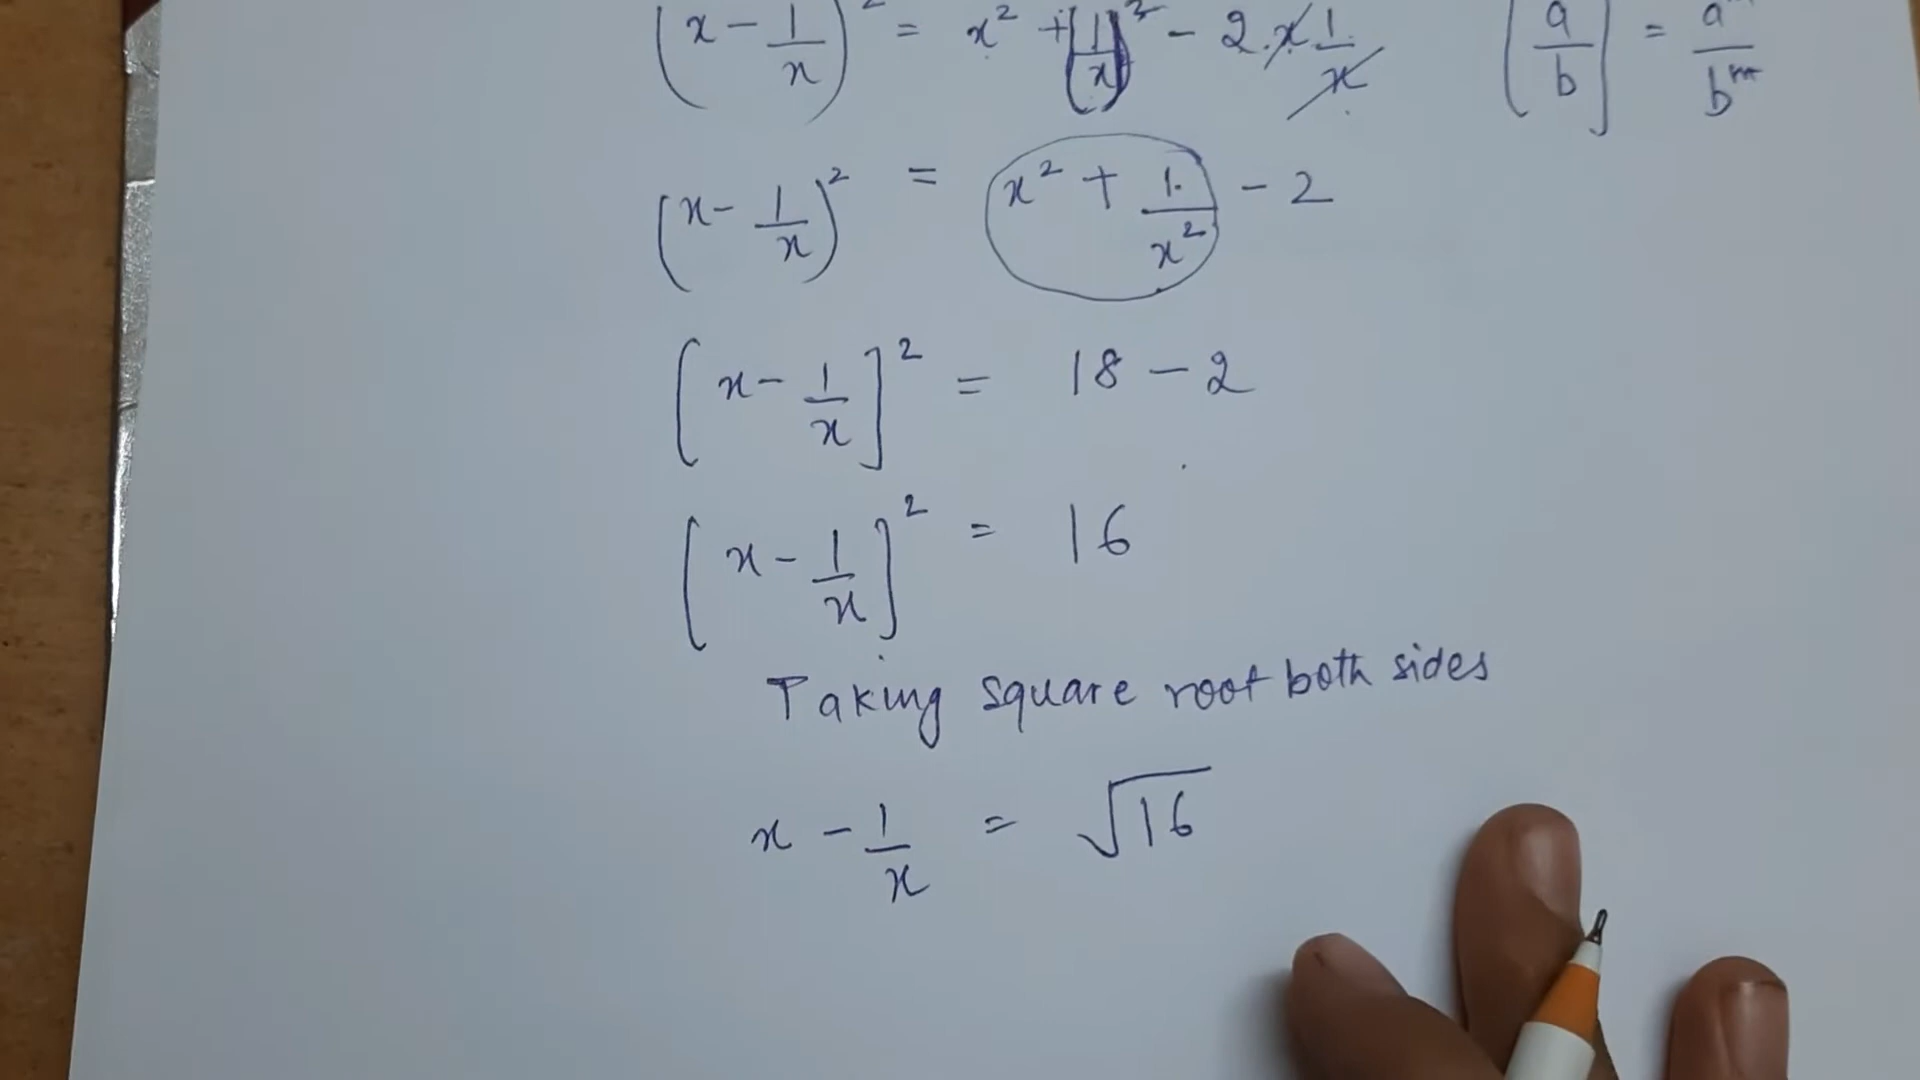 (x - 1/x)² = x² + (1/x)² - 2.x 1/x [a/b] = aᵐ/bᵐ
(x - 1/x)² = x² + 1/x² - 2
[x - 1/x]² = 18 - 2
[x - 1/x]² = 16
Taking square root both sides
x - 1/x = √16